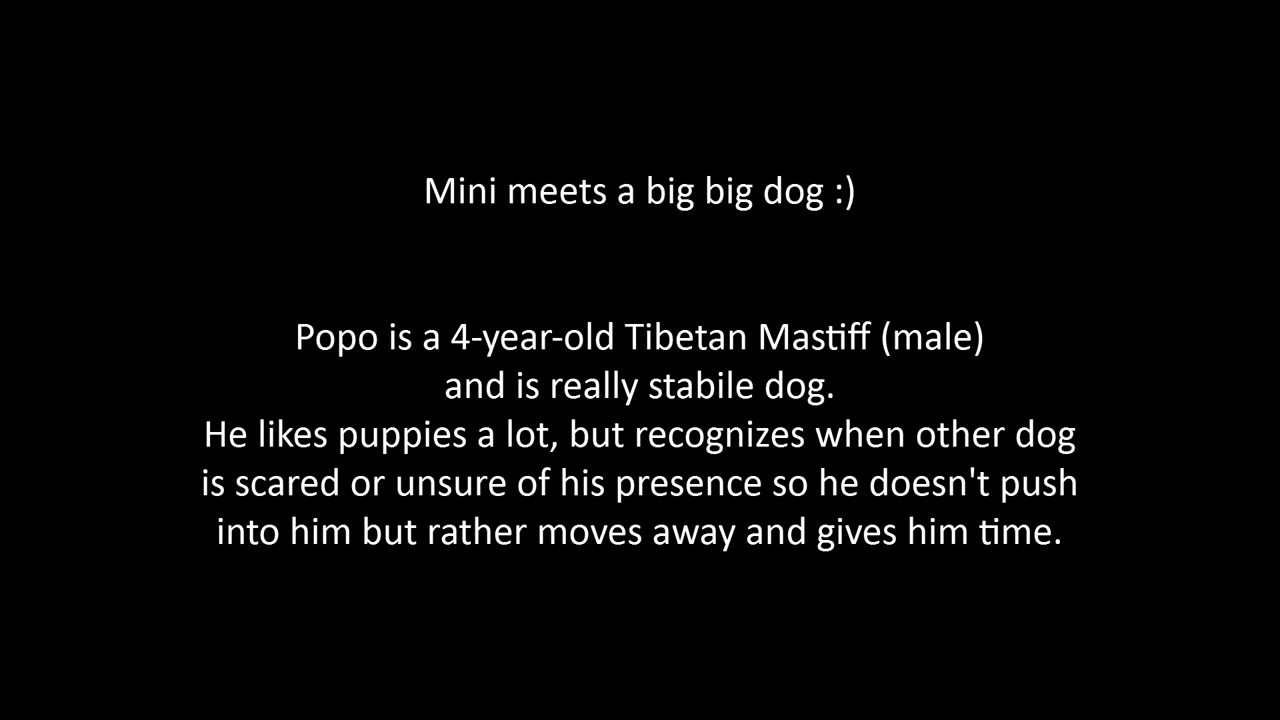 Mini meets a big big dog :)
Popo is a 4-year-old Tibetan Mastiff (male)
and is really stabile dog.
He likes puppies a lot, but recognizes when other dog
is scared or unsure of his presence so he doesn't push
into him but rather moves away and gives him time.